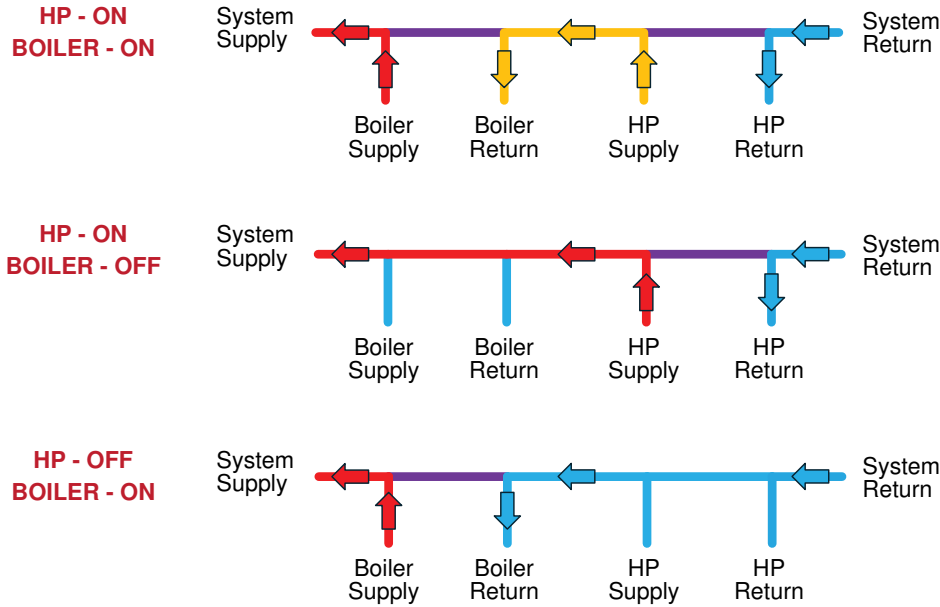 HP - ON
BOILER - ON
System
Supply
System
Return
Boiler
Supply
Boiler
Return
HP
Supply
HP
Return
HP - ON
BOILER - OFF
System
Supply
System
Return
Boiler
Supply
Boiler
Return
HP
Supply
HP
Return
HP - OFF
BOILER - ON
System
Supply
System
Return
Boiler
Supply
Boiler
Return
HP
Supply
HP
Return